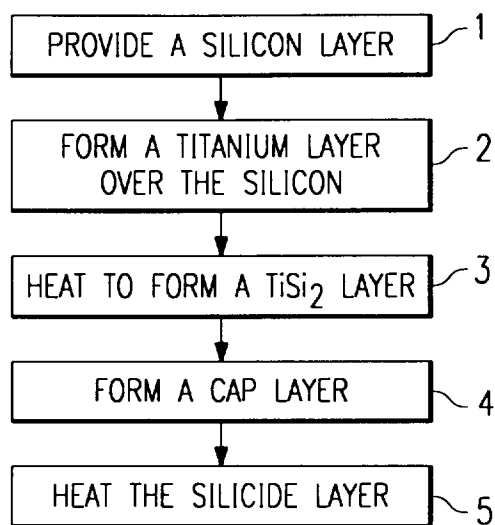 PROVIDE A SILICON LAYER
1
FORM A TITANIUM LAYER
OVER THE SILICON
2
HEAT TO FORM A TiSi₂ LAYER
3
FORM A CAP LAYER
4
HEAT THE SILICIDE LAYER
5